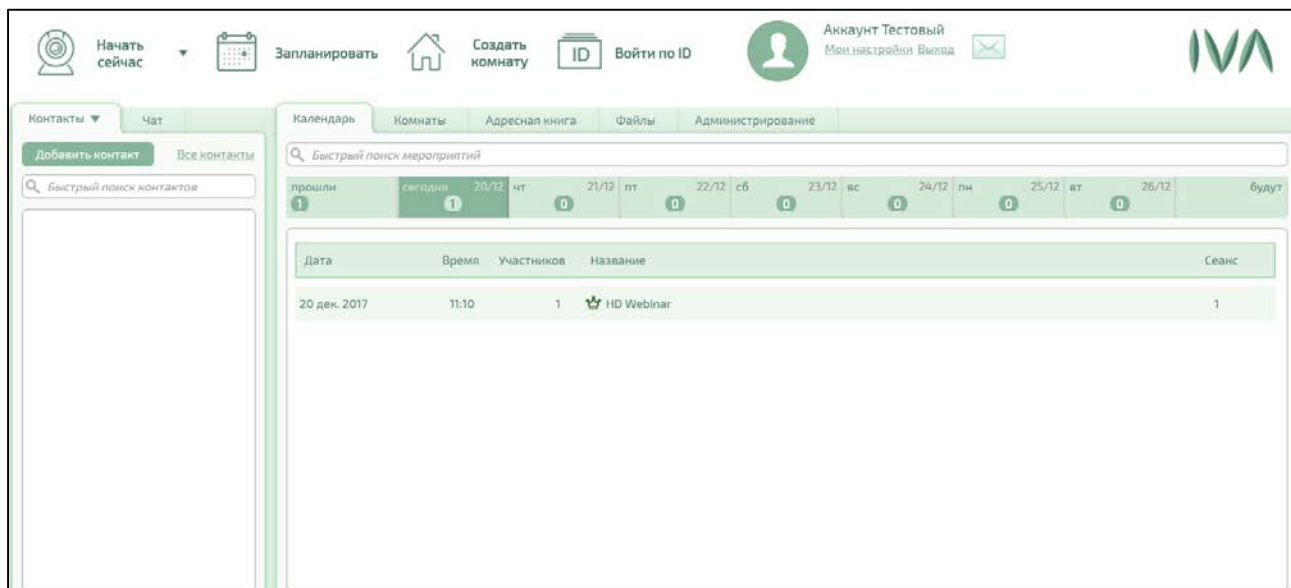 Начать сейчас ▼
Запланировать
Создать комнату
ID
Войти по ID
Аккаунт Тестовый
Мои настройки Выход
IVA
Контакты ▼ Чат
Добавить контакт Все контакты
Быстрый поиск контактов
Календарь Комнаты Адресная книга Файлы Администрирование
Быстрый поиск мероприятий
прошли сегодня 20/12 чт 21/12 пт 22/12 сб 23/12 вс 24/12 пн 25/12 вт 26/12 будут
1 1 0 0 0 0 0 0
Дата Время Участников Название Сеанс
20 дек. 2017 11:10 1 HD Webinar 1